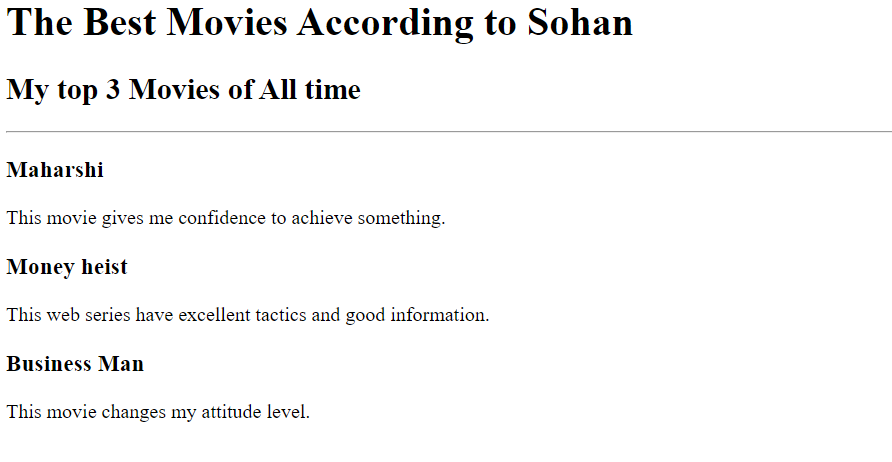 The Best Movies According to Sohan
My top 3 Movies of All time
Maharshi
This movie gives me confidence to achieve something.
Money heist
This web series have excellent tactics and good information.
Business Man
This movie changes my attitude level.